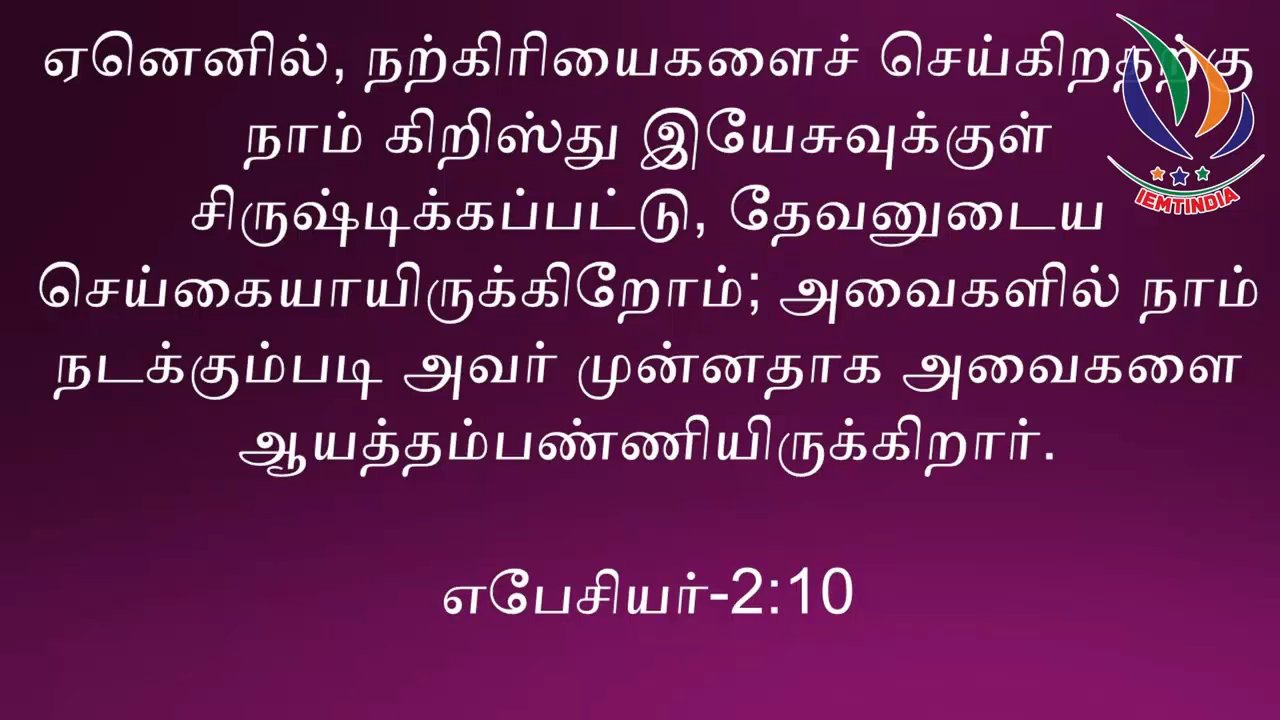 ஏனெனில், நற்கிரியைகளைச் செய்கிறதற்கு
நாம் கிறிஸ்து இயேசுவுக்குள்
சிருஷ்டிக்கப்பட்டு, தேவனுடைய
செய்கையாயிருக்கிறோம்; அவைகளில் நாம்
நடக்கும்படி அவர் முன்னதாக அவைகளை
ஆயத்தம்பண்ணியிருக்கிறார்.
எபேசியர்-2:10
IEMTINDIA